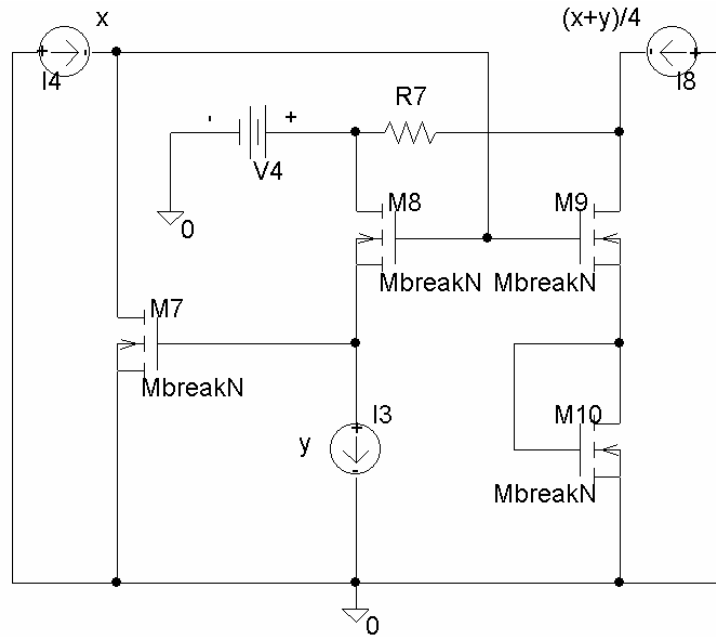 x
(x+y)/4
+ -
- +
I4
I8
R7
- +
V4
0
M8
M9
MbreakN
MbreakN
M7
MbreakN
I3
+
y
-
M10
MbreakN
0